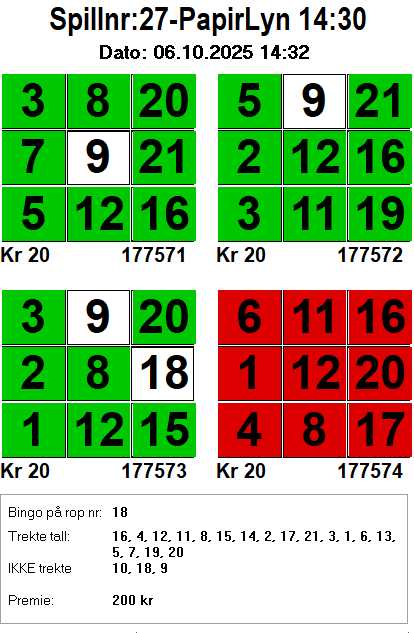 Spillnr:27-PapirLyn 14:30
Dato: 06.10.2025 14:32
3 8 20
7 9 21
5 12 16
Kr 20 177571
5 9 21
2 12 16
3 11 19
Kr 20 177572
3 9 20
2 8 18
1 12 15
Kr 20 177573
6 11 16
1 12 20
4 8 17
Kr 20 177574
Bingo på rop nr: 18
Trekte tall: 16, 4, 12, 11, 8, 15, 14, 2, 17, 21, 3, 1, 6, 13,
5, 7, 19, 20
IKKE trekte 10, 18, 9
Premie: 200 kr